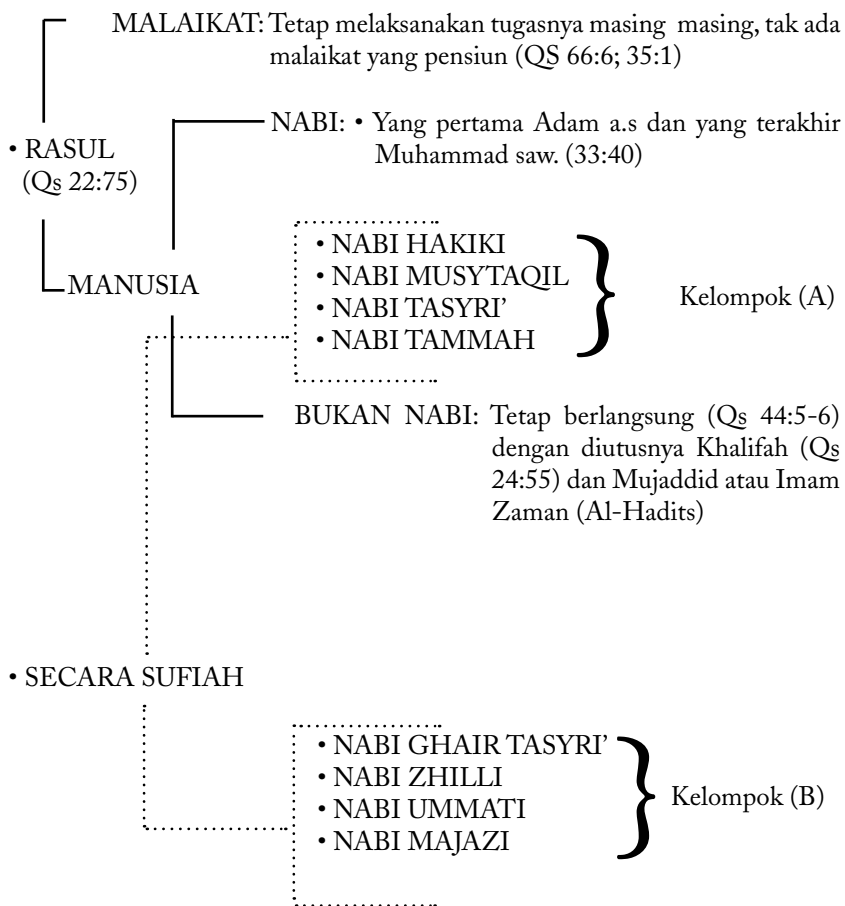 MALAIKAT: Tetap melaksanakan tugasnya masing masing, tak ada
malaikat yang pensiun (QS 66:6; 35:1)
NABI: • Yang pertama Adam a.s dan yang terakhir
Muhammad saw. (33:40)
• RASUL
(Qs 22:75)
MANUSIA
• NABI HAKIKI
• NABI MUSYTAQIL
• NABI TASYRI’
• NABI TAMMAH
Kelompok (A)
BUKAN NABI: Tetap berlangsung (Qs 44:5-6)
dengan diutusnya Khalifah (Qs
24:55) dan Mujaddid atau Imam
Zaman (Al-Hadits)
• SECARA SUFIAH
• NABI GHAIR TASYRI’
• NABI ZHILLI
• NABI UMMATI
• NABI MAJAZI
Kelompok (B)